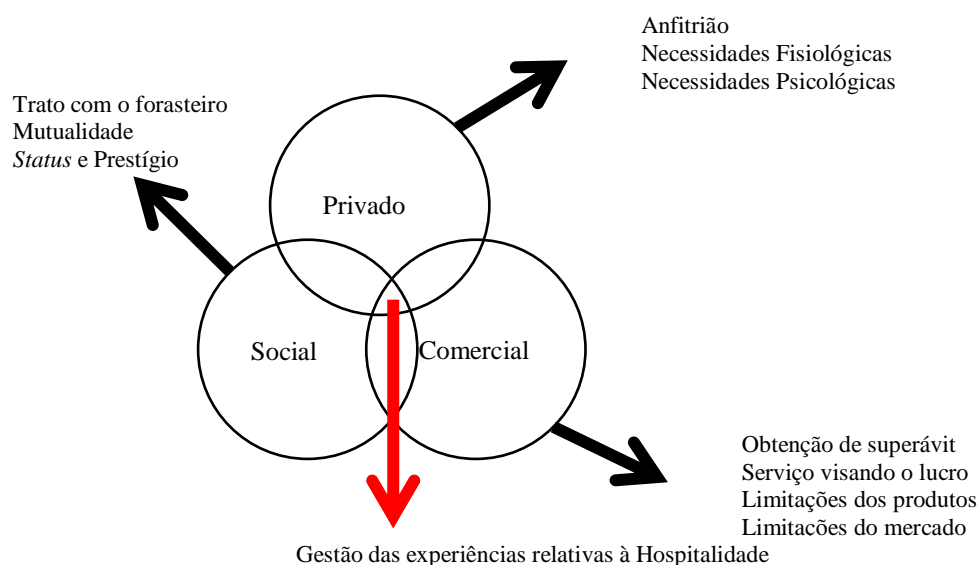 Anfitrião
Necessidades Fisiológicas
Necessidades Psicológicas
Trato com o forasteiro
Mutualidade
Status e Prestígio
Privado
Social
Comercial
Obtenção de superávit
Serviço visando o lucro
Limitações dos produtos
Limitações do mercado
Gestão das experiências relativas à Hospitalidade